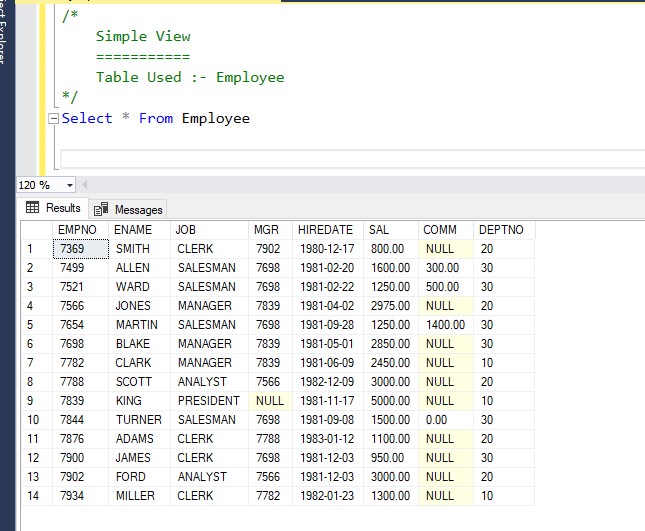 ect Explorer
/*
Simple View
===========
Table Used :- Employee
*/
Select * From Employee
120 %
Results Messages
EMPNO ENAME JOB MGR HIREDATE SAL COMM DEPTNO
1 7369 SMITH CLERK 7902 1980-12-17 800.00 NULL 20
2 7499 ALLEN SALESMAN 7698 1981-02-20 1600.00 300.00 30
3 7521 WARD SALESMAN 7698 1981-02-22 1250.00 500.00 30
4 7566 JONES MANAGER 7839 1981-04-02 2975.00 NULL 20
5 7654 MARTIN SALESMAN 7698 1981-09-28 1250.00 1400.00 30
6 7698 BLAKE MANAGER 7839 1981-05-01 2850.00 NULL 30
7 7782 CLARK MANAGER 7839 1981-06-09 2450.00 NULL 10
8 7788 SCOTT ANALYST 7566 1982-12-09 3000.00 NULL 20
9 7839 KING PRESIDENT NULL 1981-11-17 5000.00 NULL 10
10 7844 TURNER SALESMAN 7698 1981-09-08 1500.00 0.00 30
11 7876 ADAMS CLERK 7788 1983-01-12 1100.00 NULL 20
12 7900 JAMES CLERK 7698 1981-12-03 950.00 NULL 30
13 7902 FORD ANALYST 7566 1981-12-03 3000.00 NULL 20
14 7934 MILLER CLERK 7782 1982-01-23 1300.00 NULL 10